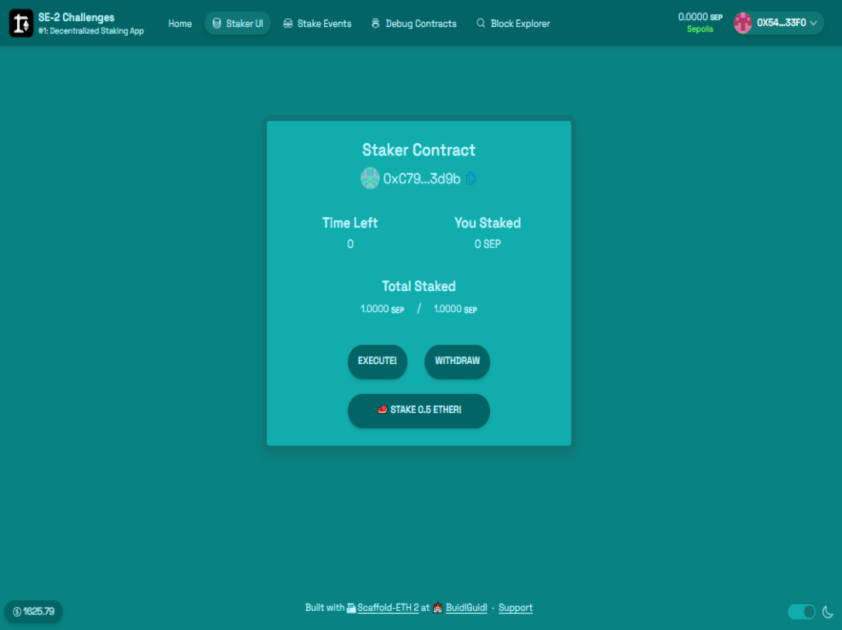 SE-2 Challenges
#1: Decentralized Staking App
Home Staker UI Stake Events Debug Contracts Block Explorer
0.0000 SEP
Sepolia
0X54...33F0
Staker Contract
0xC79...3d9b
Time Left You Staked
0 0 SEP
Total Staked
1.0000 SEP / 1.0000 SEP
EXECUTE! WITHDRAW
🥩 STAKE 0.5 ETHER!
1625.79
Built with Scaffold-ETH 2 at BuidlGuidl · Support